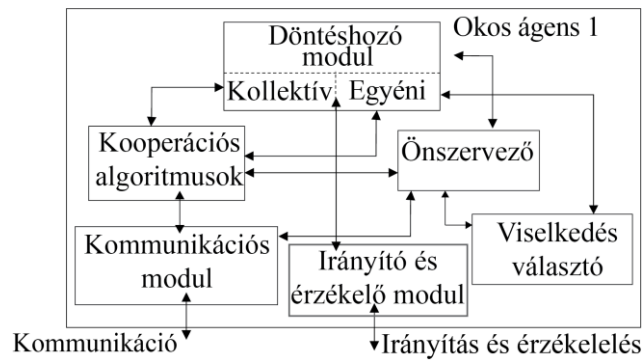 Okos ágens 1
Döntéshozó
modul
Kollektív
Egyéni
Kooperációs
algoritmusok
Önszervező
Kommunikációs
modul
Irányító és
érzékelő modul
Viselkedés
választó
Kommunikáció
Irányítás és érzékelelés